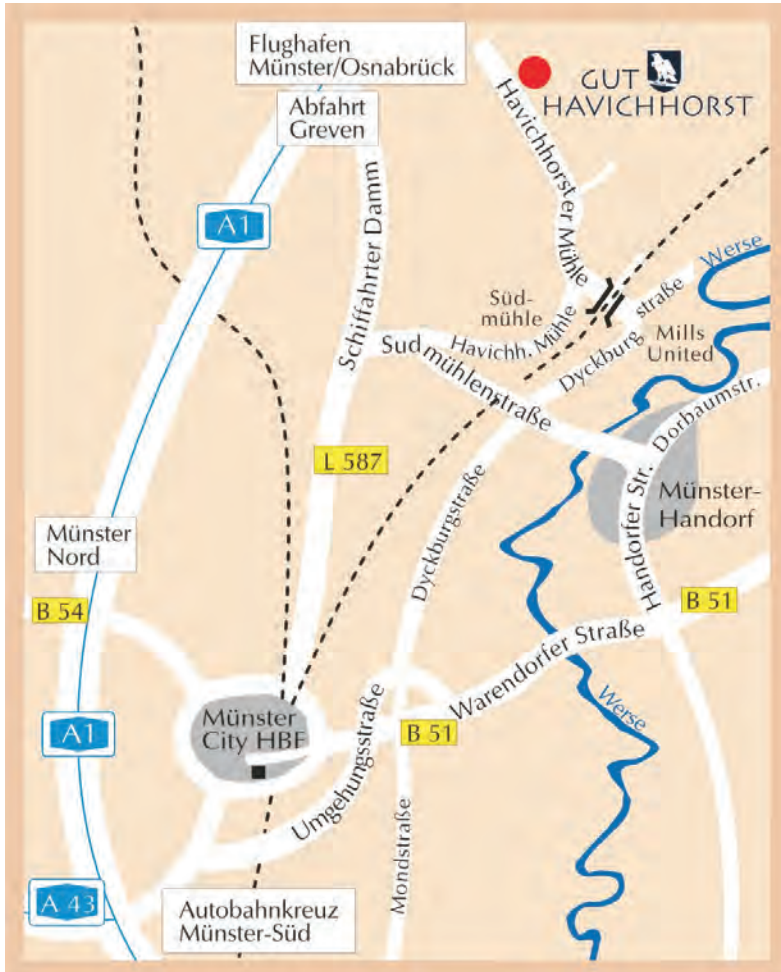 Flughafen
Münster/Osnabrück
Abfahrt
Greven
GUT
HAVICHHORST
Havichhorster Mühle
A1
Schiffahrter Damm
Werse
Süd-
mühle
Havichh. Mühle
Dyckburg straße
Mills
United
Sudmühlenstraße
Dorbaumstr.
L 587
Münster-
Handorf
Handorfer Str.
Dyckburgstraße
Münster
Nord
B 54
B 51
Warendorfer Straße
Werse
Münster
City HBF
A1
B 51
Umgehungsstraße
Mondstraße
A 43
Autobahnkreuz
Münster-Süd